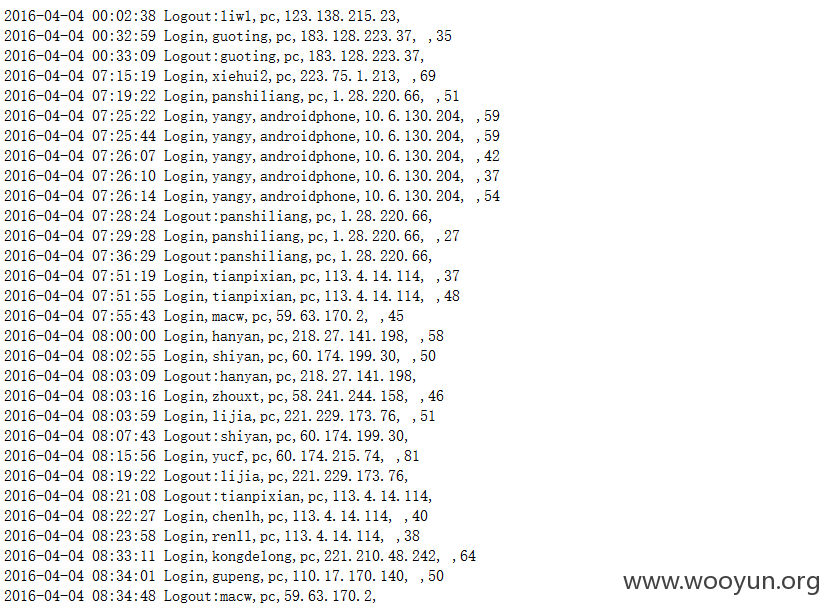 2016-04-04 00:02:38 Logout:liwl,pc,123.138.215.23,
2016-04-04 00:32:59 Login,guoting,pc,183.128.223.37, ,35
2016-04-04 00:33:09 Logout:guoting,pc,183.128.223.37,
2016-04-04 07:15:19 Login,xiehui2,pc,223.75.1.213, ,69
2016-04-04 07:19:22 Login,panshiliang,pc,1.28.220.66, ,51
2016-04-04 07:25:22 Login,yangy,androidphone,10.6.130.204, ,59
2016-04-04 07:25:44 Login,yangy,androidphone,10.6.130.204, ,59
2016-04-04 07:26:07 Login,yangy,androidphone,10.6.130.204, ,42
2016-04-04 07:26:10 Login,yangy,androidphone,10.6.130.204, ,37
2016-04-04 07:26:14 Login,yangy,androidphone,10.6.130.204, ,54
2016-04-04 07:28:24 Logout:panshiliang,pc,1.28.220.66,
2016-04-04 07:29:28 Login,panshiliang,pc,1.28.220.66, ,27
2016-04-04 07:36:29 Logout:panshiliang,pc,1.28.220.66,
2016-04-04 07:51:19 Login,tianpixian,pc,113.4.14.114, ,37
2016-04-04 07:51:55 Login,tianpixian,pc,113.4.14.114, ,48
2016-04-04 07:55:43 Login,macw,pc,59.63.170.2, ,45
2016-04-04 08:00:00 Login,hanyan,pc,218.27.141.198, ,58
2016-04-04 08:02:55 Login,shiyan,pc,60.174.199.30, ,50
2016-04-04 08:03:09 Logout:hanyan,pc,218.27.141.198,
2016-04-04 08:03:16 Login,zhouxt,pc,58.241.244.158, ,46
2016-04-04 08:03:59 Login,lijia,pc,221.229.173.76, ,51
2016-04-04 08:07:43 Logout:shiyan,pc,60.174.199.30,
2016-04-04 08:15:56 Login,yucf,pc,60.174.215.74, ,81
2016-04-04 08:19:22 Logout:lijia,pc,221.229.173.76,
2016-04-04 08:21:08 Logout:tianpixian,pc,113.4.14.114,
2016-04-04 08:22:27 Login,chenlh,pc,113.4.14.114, ,40
2016-04-04 08:23:58 Login,renll,pc,113.4.14.114, ,38
2016-04-04 08:33:11 Login,kongdelong,pc,221.210.48.242, ,64
2016-04-04 08:34:01 Login,gupeng,pc,110.17.170.140, ,50
2016-04-04 08:34:48 Logout:macw,pc,59.63.170.2,
www.wooyun.org